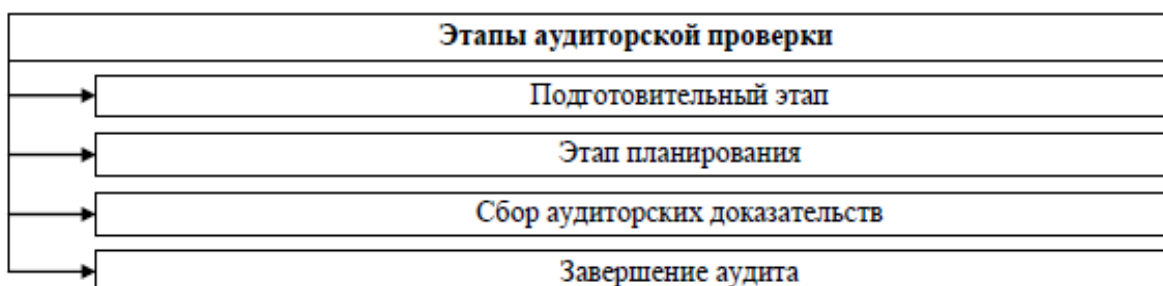 Этапы аудиторской проверки
Подготовительный этап
Этап планирования
Сбор аудиторских доказательств
Завершение аудита